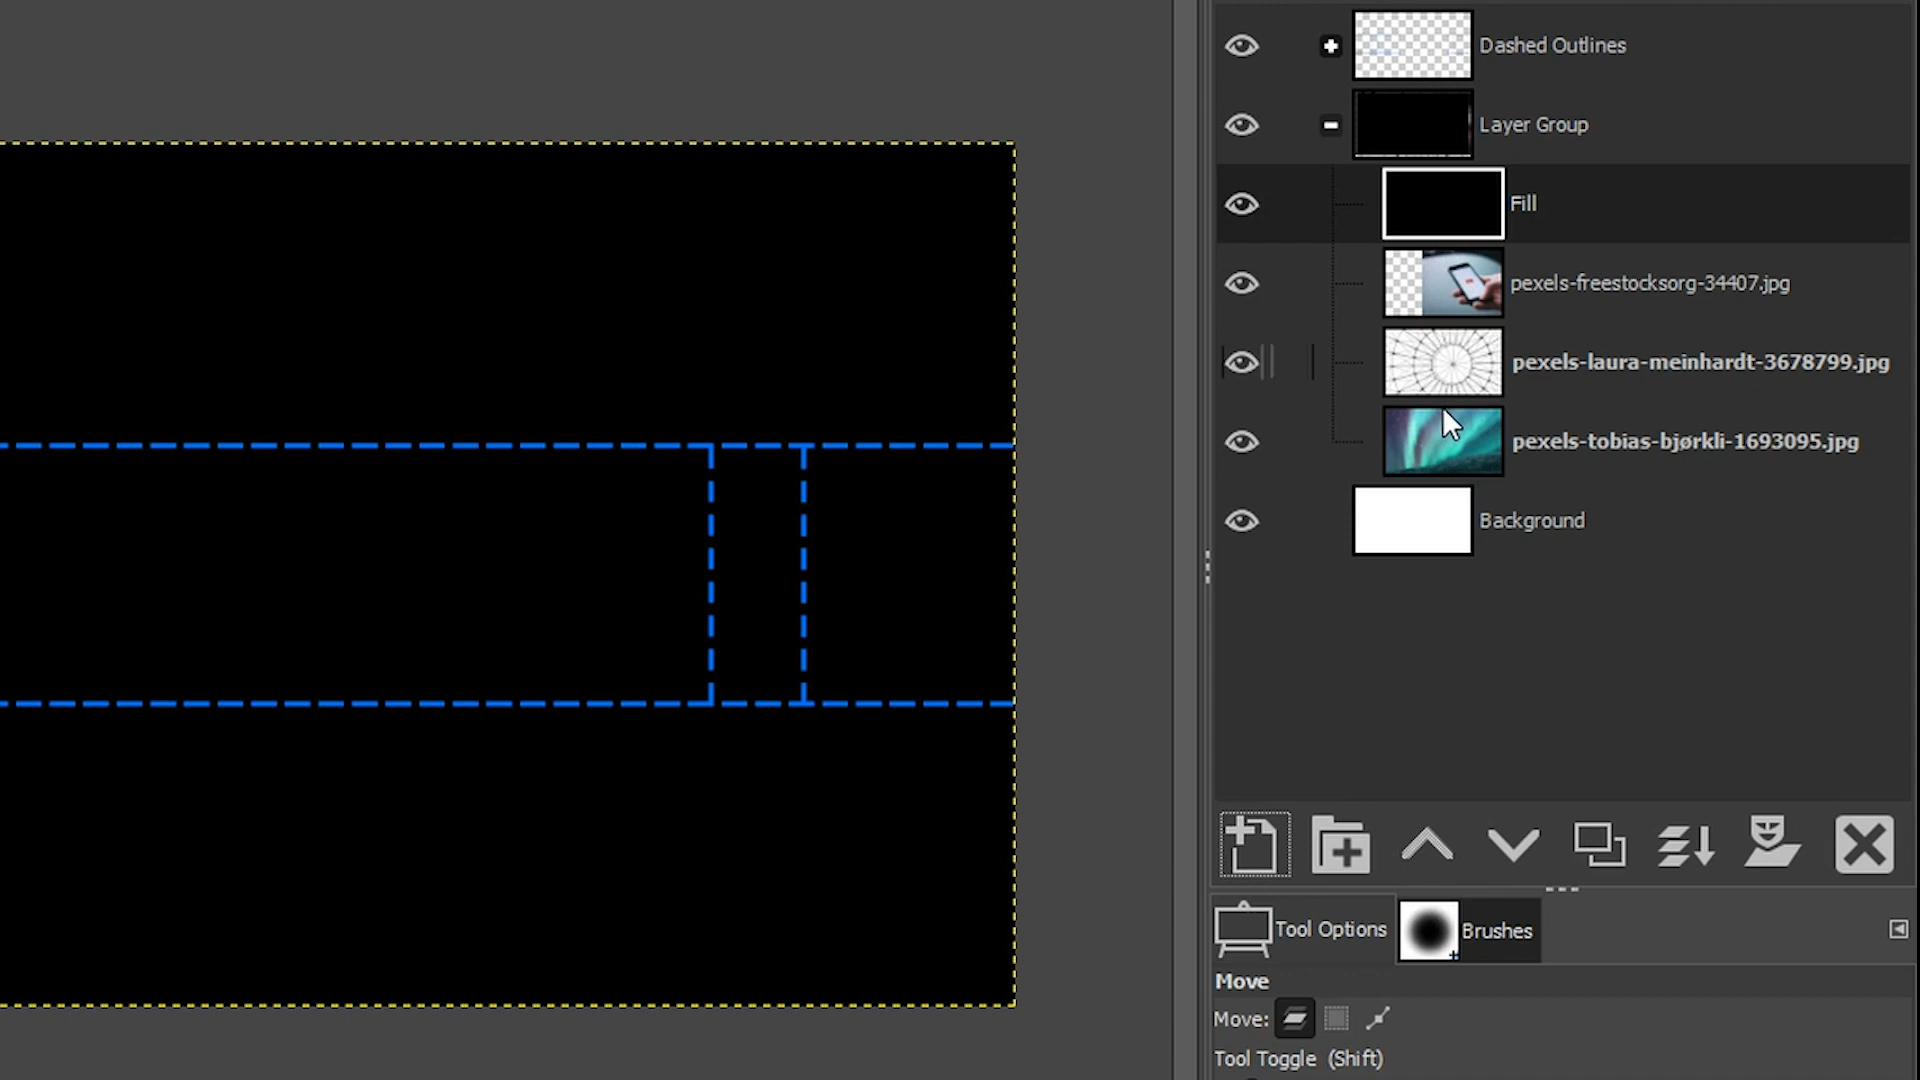 Dashed Outlines
Layer Group
Fill
pexels-freestocksorg-34407.jpg
pexels-laura-meinhardt-3678799.jpg
pexels-tobias-bjørkli-1693095.jpg
Background
Tool Options
Brushes
Move
Move:
Tool Toggle  (Shift)